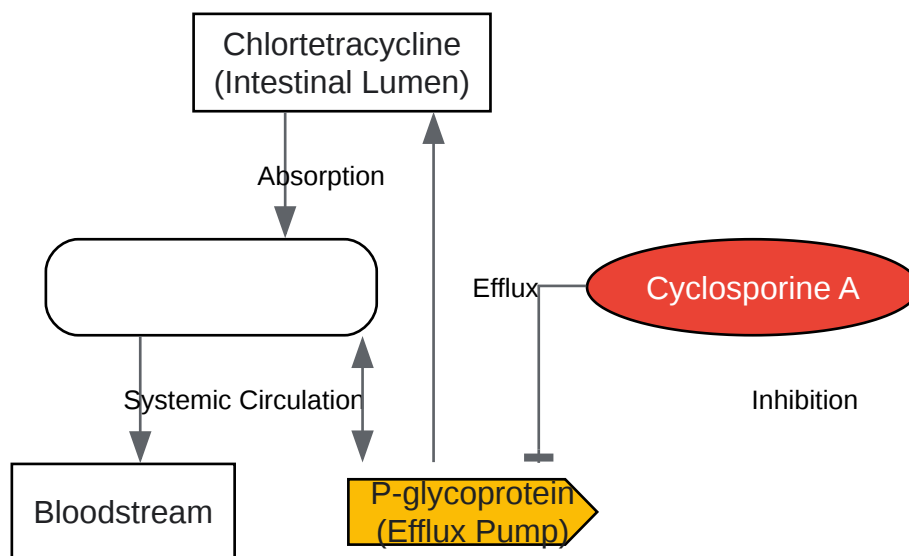 Chlortetracycline
(Intestinal Lumen)
Absorption
Efflux
Cyclosporine A
Systemic Circulation
Inhibition
Bloodstream
P-glycoprotein
(Efflux Pump)